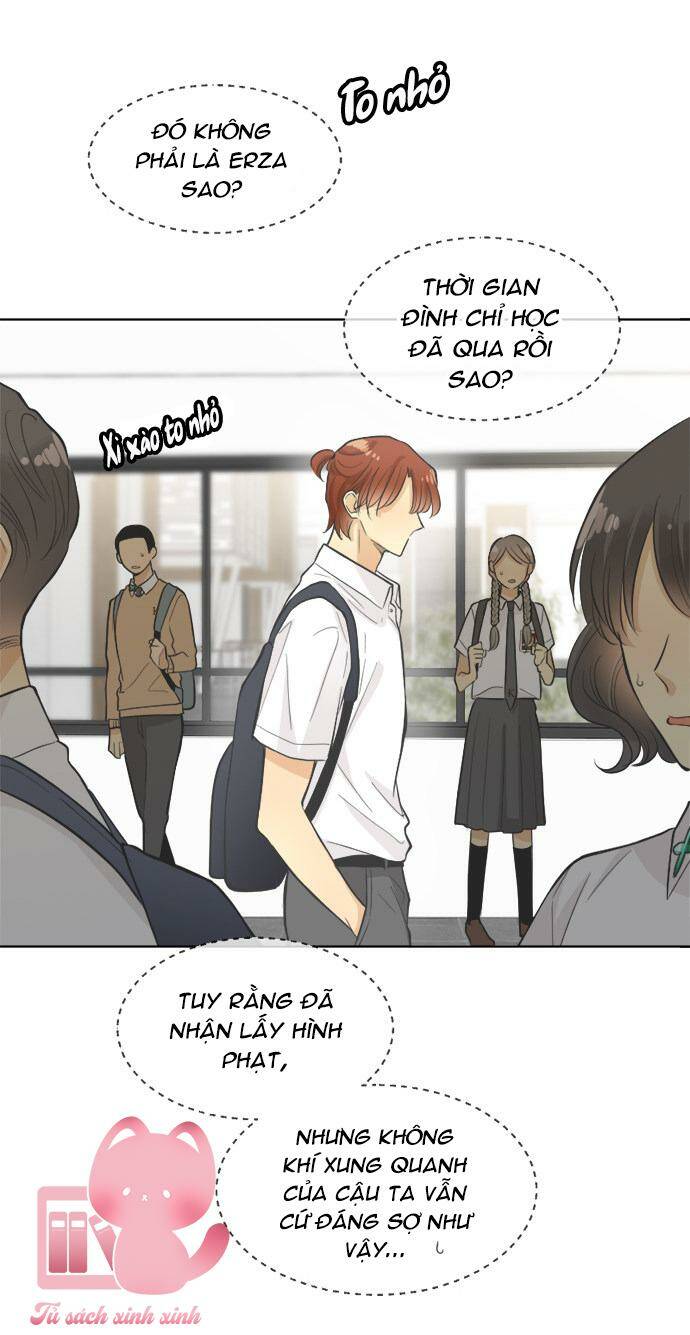 To nhỏ
ĐÓ KHÔNG
PHẢI LÀ ERZA
SAO?
THỜI GIAN
ĐÌNH CHỈ HỌC
ĐÃ QUA RỒI
SAO?
Xì xào to nhỏ
TUY RẰNG ĐÃ
NHẬN LẤY HÌNH
PHẠT,
NHƯNG KHÔNG
KHÍ XUNG QUANH
CỦA CẬU TA VẪN
CỨ ĐÁNG SỢ NHƯ
VẬY...
Tủ sách xinh xinh